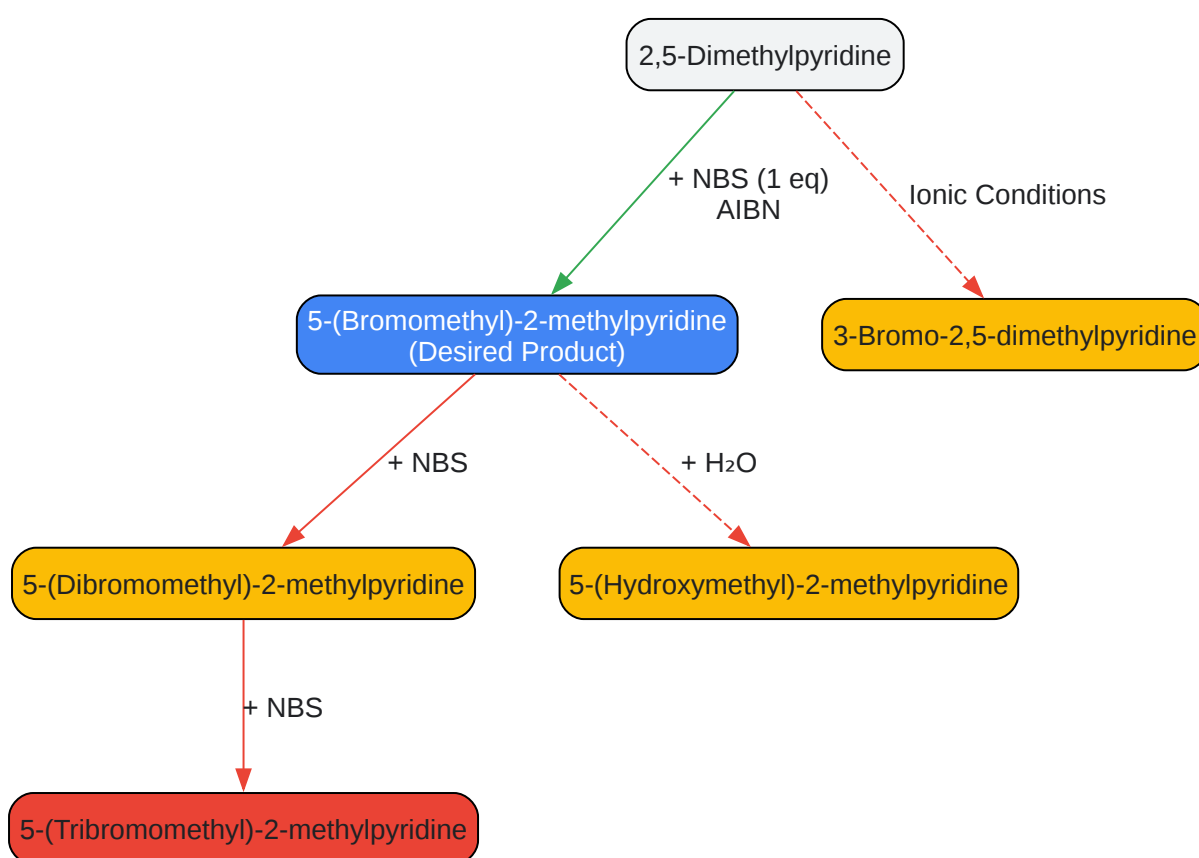 2,5-Dimethylpyridine
+ NBS (1 eq)
AIBN
Ionic Conditions
5-(Bromomethyl)-2-methylpyridine
(Desired Product)
3-Bromo-2,5-dimethylpyridine
+ NBS
+ H₂O
5-(Dibromomethyl)-2-methylpyridine
5-(Hydroxymethyl)-2-methylpyridine
+ NBS
5-(Tribromomethyl)-2-methylpyridine